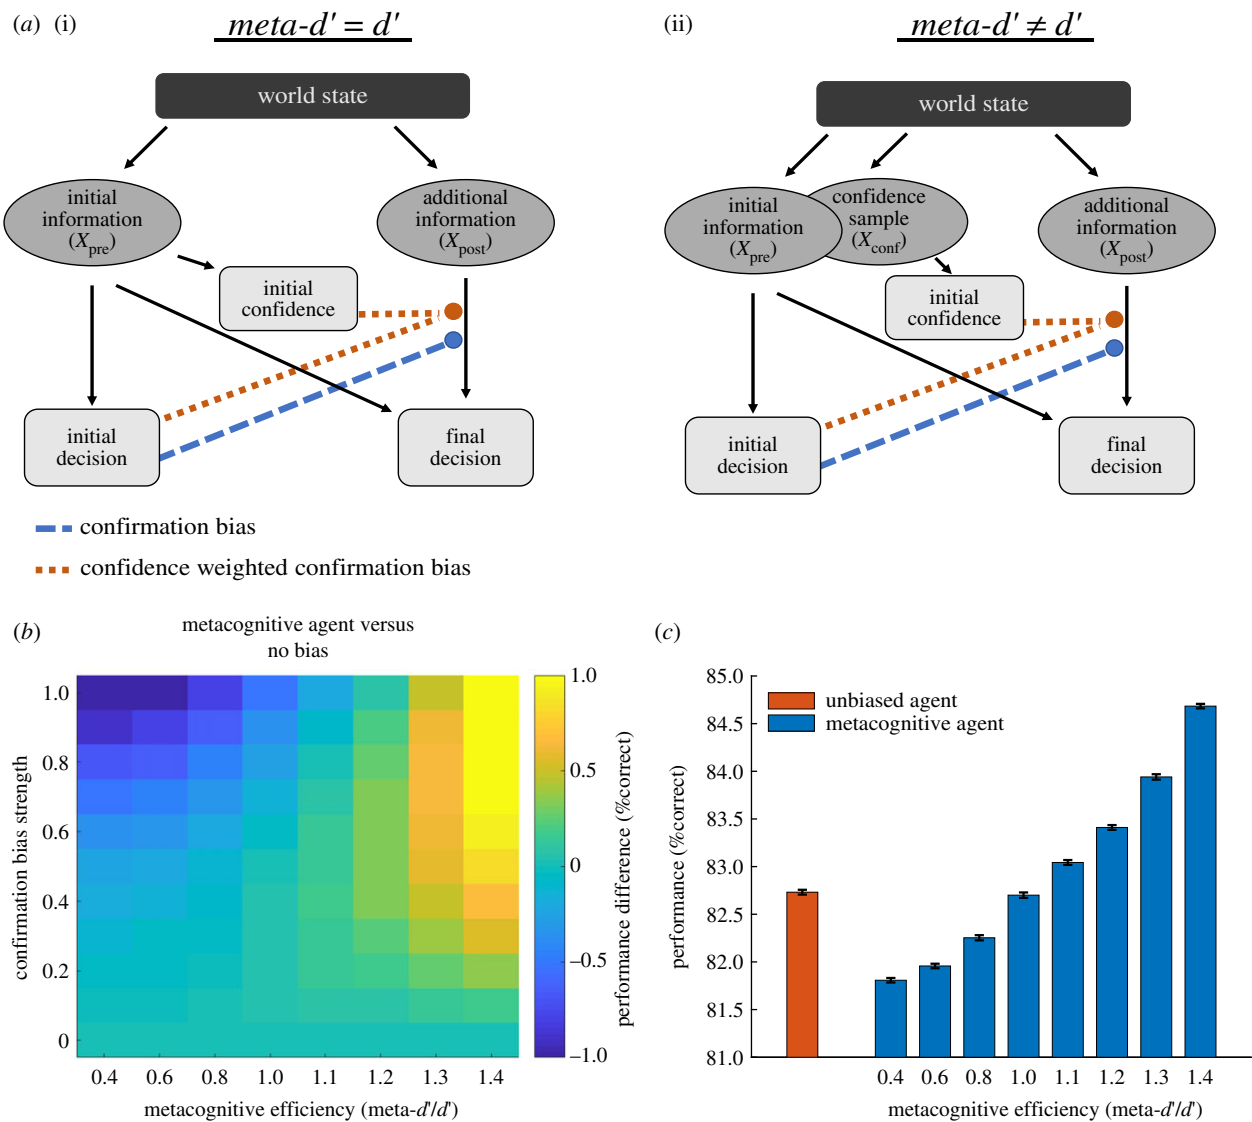 (a) (i) meta-d′ = d′
world state
initial
information
(Xpre)
additional
information
(Xpost)
initial
confidence
initial
decision
final
decision
confirmation bias
confidence weighted confirmation bias
(ii) meta-d′ ≠ d′
world state
initial
information
(Xpre)
confidence
sample
(Xconf)
additional
information
(Xpost)
initial
confidence
initial
decision
final
decision
(b)
metacognitive agent versus
no bias
confirmation bias strength
1.0
0.8
0.6
0.4
0.2
0
0.4 0.6 0.8 1.0 1.1 1.2 1.3 1.4
metacognitive efficiency (meta-d′/d′)
1.0
0.5
0
–0.5
–1.0
performance difference (%correct)
(c)
performance (%correct)
85.0
84.5
84.0
83.5
83.0
82.5
82.0
81.5
81.0
unbiased agent
metacognitive agent
0.4 0.6 0.8 1.0 1.1 1.2 1.3 1.4
metacognitive efficiency (meta-d′/d′)